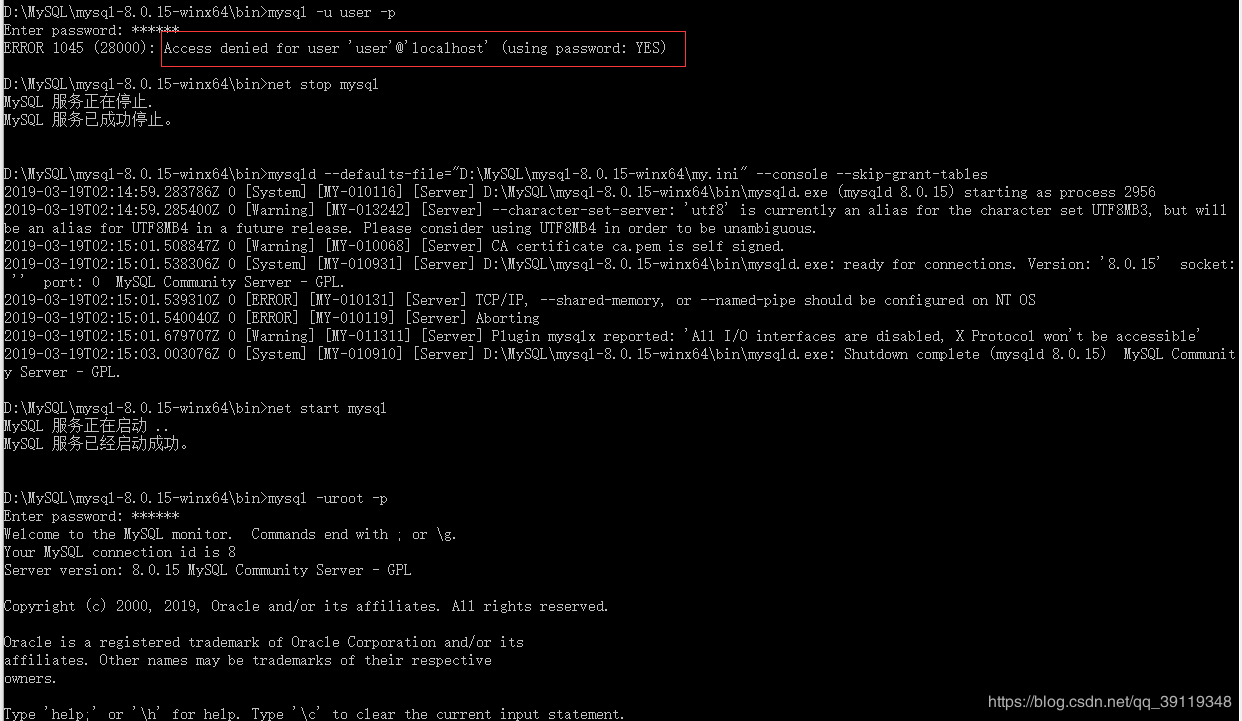 D:\MySQL\mysql-8.0.15-winx64\bin>mysql -u user -p
Enter password: ******
ERROR 1045 (28000): Access denied for user 'user'@'localhost' (using password: YES)
D:\MySQL\mysql-8.0.15-winx64\bin>net stop mysql
MySQL 服务正在停止.
MySQL 服务已成功停止。
D:\MySQL\mysql-8.0.15-winx64\bin>mysqld --defaults-file="D:\MySQL\mysql-8.0.15-winx64\my.ini" --console --skip-grant-tables
2019-03-19T02:14:59.283786Z 0 [System] [MY-010116] [Server] D:\MySQL\mysql-8.0.15-winx64\bin\mysqld.exe (mysqld 8.0.15) starting as process 2956
2019-03-19T02:14:59.285400Z 0 [Warning] [MY-013242] [Server] --character-set-server: 'utf8' is currently an alias for the character set UTF8MB3, but will
be an alias for UTF8MB4 in a future release. Please consider using UTF8MB4 in order to be unambiguous.
2019-03-19T02:15:01.508847Z 0 [Warning] [MY-010068] [Server] CA certificate ca.pem is self signed.
2019-03-19T02:15:01.538306Z 0 [System] [MY-010931] [Server] D:\MySQL\mysql-8.0.15-winx64\bin\mysqld.exe: ready for connections. Version: '8.0.15'  socket:
''  port: 0  MySQL Community Server - GPL.
2019-03-19T02:15:01.539310Z 0 [ERROR] [MY-010131] [Server] TCP/IP, --shared-memory, or --named-pipe should be configured on NT OS
2019-03-19T02:15:01.540040Z 0 [ERROR] [MY-010119] [Server] Aborting
2019-03-19T02:15:01.679707Z 0 [Warning] [MY-011311] [Server] Plugin mysqlx reported: 'All I/O interfaces are disabled, X Protocol won't be accessible'
2019-03-19T02:15:03.003076Z 0 [System] [MY-010910] [Server] D:\MySQL\mysql-8.0.15-winx64\bin\mysqld.exe: Shutdown complete (mysqld 8.0.15)  MySQL Communit
y Server - GPL.
D:\MySQL\mysql-8.0.15-winx64\bin>net start mysql
MySQL 服务正在启动 ..
MySQL 服务已经启动成功。
D:\MySQL\mysql-8.0.15-winx64\bin>mysql -uroot -p
Enter password: ******
Welcome to the MySQL monitor.  Commands end with ; or \g.
Your MySQL connection id is 8
Server version: 8.0.15 MySQL Community Server - GPL
Copyright (c) 2000, 2019, Oracle and/or its affiliates. All rights reserved.
Oracle is a registered trademark of Oracle Corporation and/or its
affiliates. Other names may be trademarks of their respective
owners.
Type 'help;' or '\h' for help. Type '\c' to clear the current input statement.
https://blog.csdn.net/qq_39119348